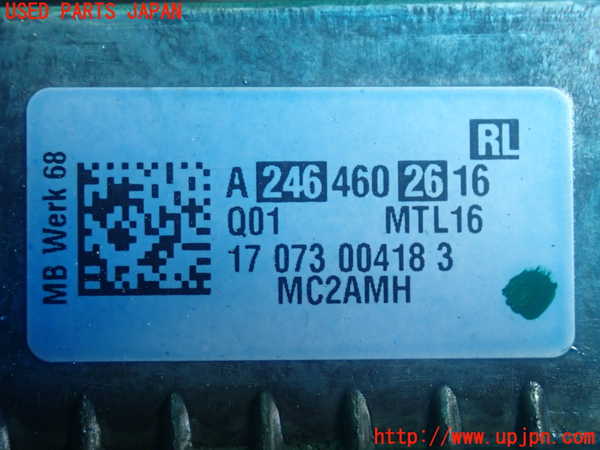 USED PARTS JAPAN
RL
MB Werk 68
A 246 460 26 16
Q01 MTL16
17 073 00418 3
MC2AMH
http://www.upjpn.com/